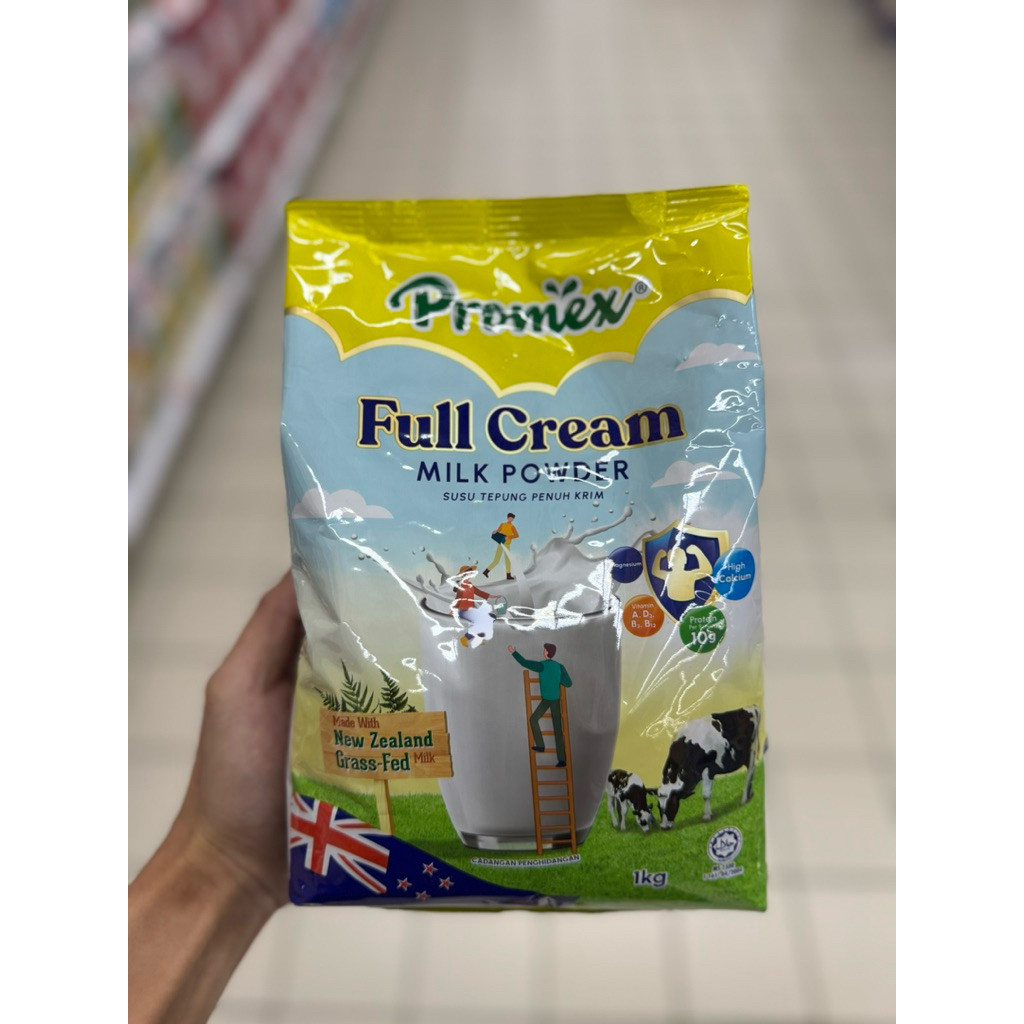 Promex®
Full Cream
MILK POWDER
SUSU TEPUNG PENUH KRIM
Magnesium
High
Calcium
Vitamin
A, D₃,
B₂, B₁₂
Protein
10g
Made With
New Zealand
Grass-Fed Milk
CADANGAN PENGHIDANGAN
1kg